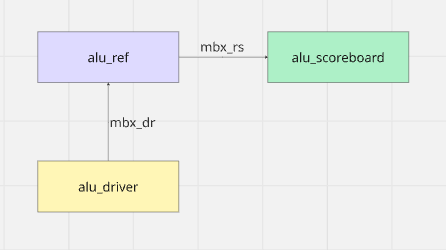 alu_ref
mbx_rs
alu_scoreboard
mbx_dr
alu_driver